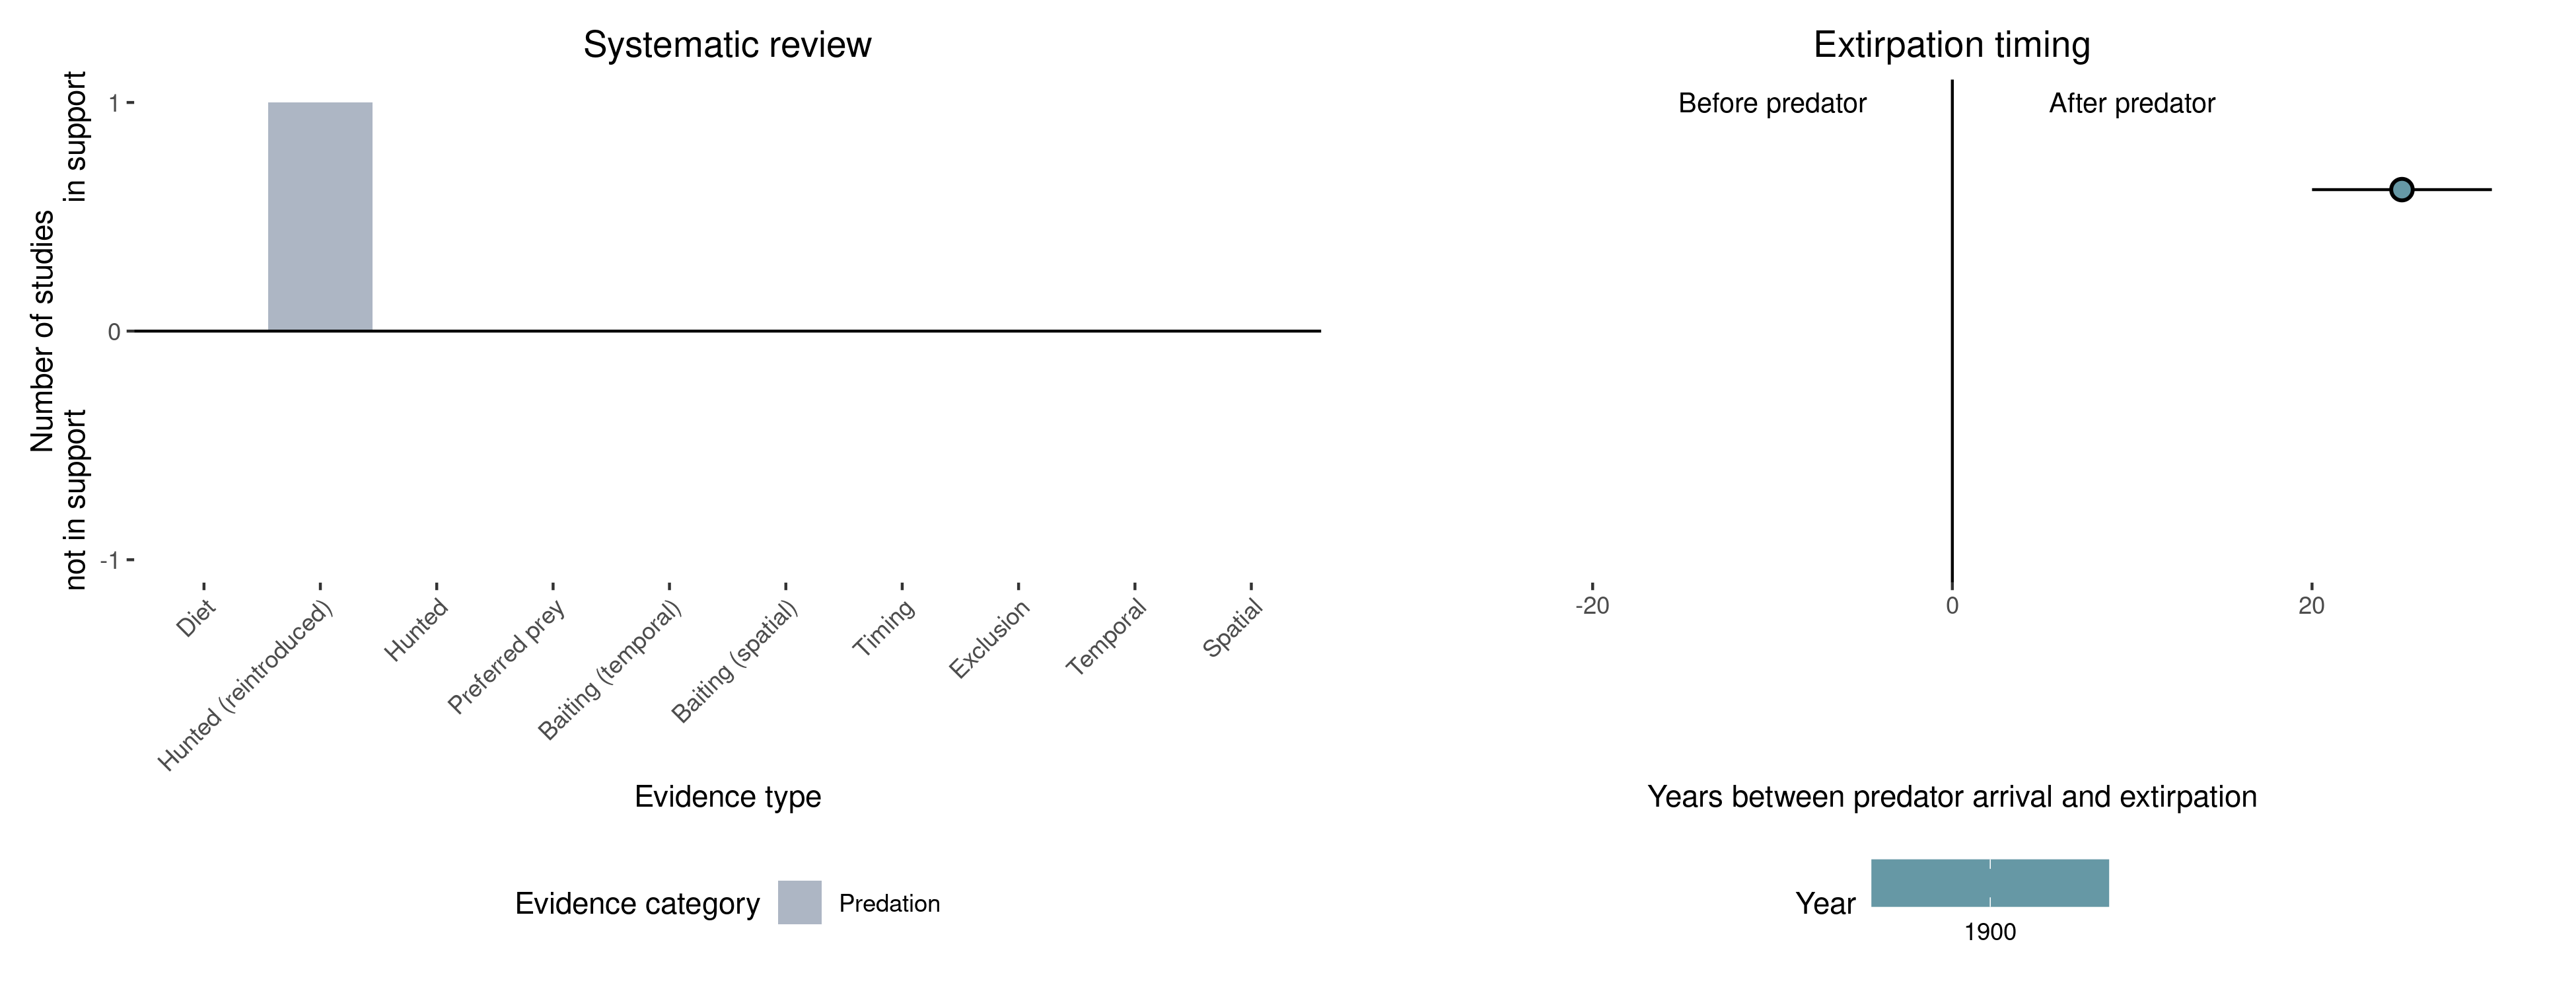 Systematic review
Number of studies
in support
not in support
1
0
-1
Diet
Hunted (reintroduced)
Hunted
Preferred prey
Baiting (temporal)
Baiting (spatial)
Timing
Exclusion
Temporal
Spatial
Evidence type
Evidence category
Predation
Extirpation timing
Before predator
After predator
-20
0
20
Years between predator arrival and extirpation
Year
1900